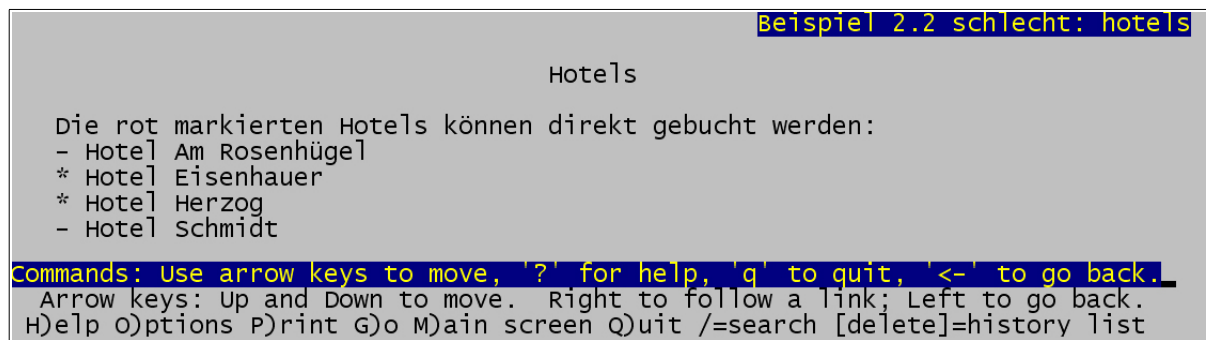 Beispiel 2.2 schlecht: hotels
Hotels
Die rot markierten Hotels können direkt gebucht werden:
- Hotel Am Rosenhügel
* Hotel Eisenhauer
* Hotel Herzog
- Hotel Schmidt
Commands: Use arrow keys to move, '?' for help, 'q' to quit, '<-' to go back.
Arrow keys: Up and Down to move.  Right to follow a link; Left to go back.
H)elp O)ptions P)rint G)o M)ain screen Q)uit /=search [delete]=history list